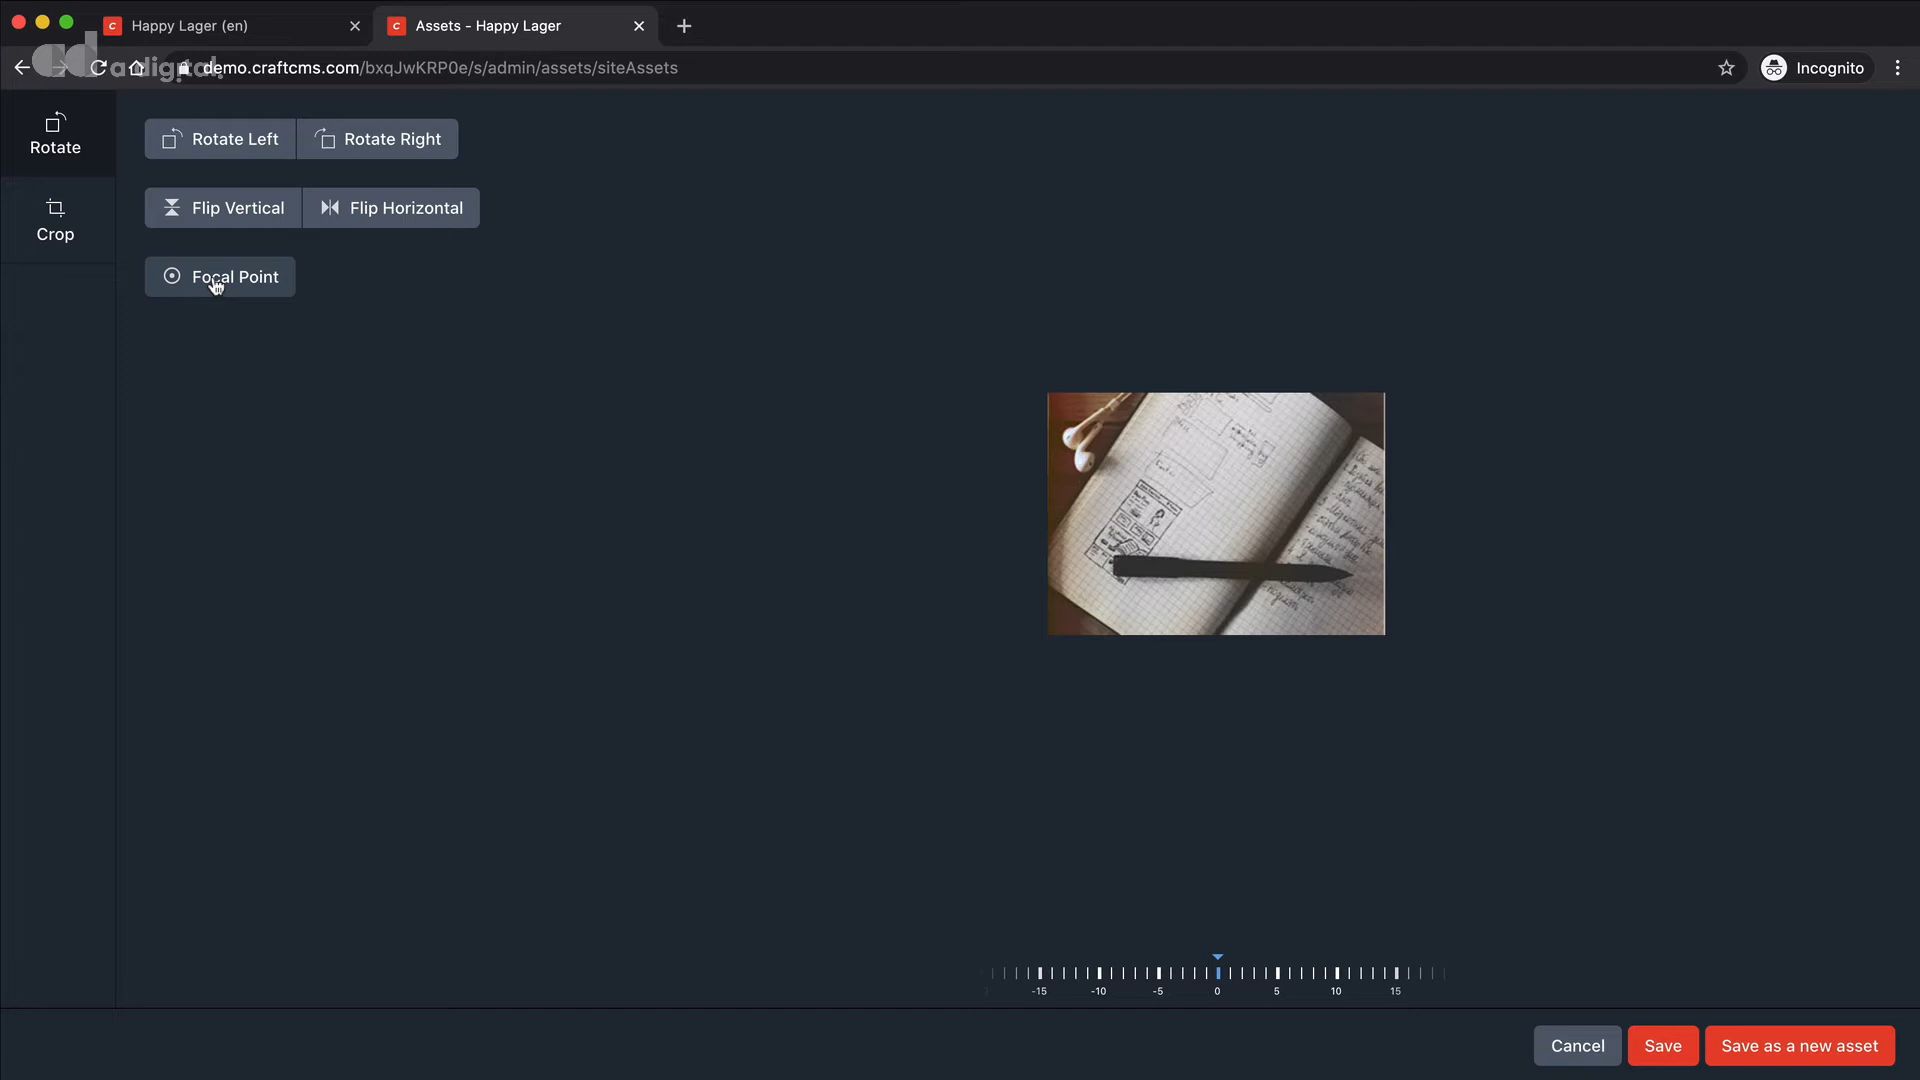 Happy Lager (en)
Assets - Happy Lager
adigital.
demo.craftcms.com/bxqJwKRP0e/s/admin/assets/siteAssets
Incognito
Rotate
Rotate Left
Rotate Right
Flip Vertical
Flip Horizontal
Crop
Focal Point
-15 -10 -5 0 5 10 15
Cancel
Save
Save as a new asset